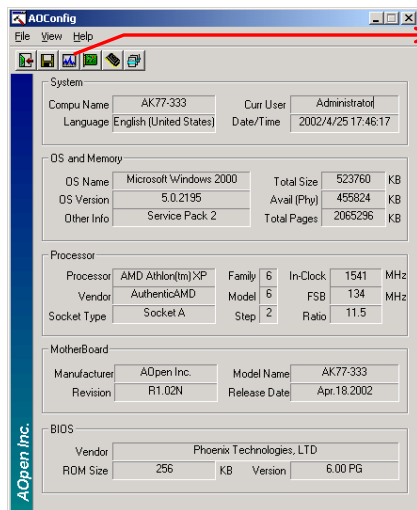 AOConfig
File View Help
System
Compu Name AK77-333 Curr User Administrator
Language English (United States) Date/Time 2002/4/25 17:46:17
OS and Memory
OS Name Microsoft Windows 2000 Total Size 523760 KB
OS Version 5.0.2195 Avail (Phy) 455824 KB
Other Info Service Pack 2 Total Pages 2065296 KB
Processor
Processor AMD Athlon(tm) XP Family 6 In-Clock 1541 MHz
Vendor AuthenticAMD Model 6 FSB 134 MHz
Socket Type Socket A Step 2 Ratio 11.5
MotherBoard
Manufacturer AOpen Inc. Model Name AK77-333
Revision R1.02N Release Date Apr.18.2002
BIOS
Vendor Phoenix Technologies, LTD
ROM Size 256 KB Version 6.00 PG
AOpen Inc.